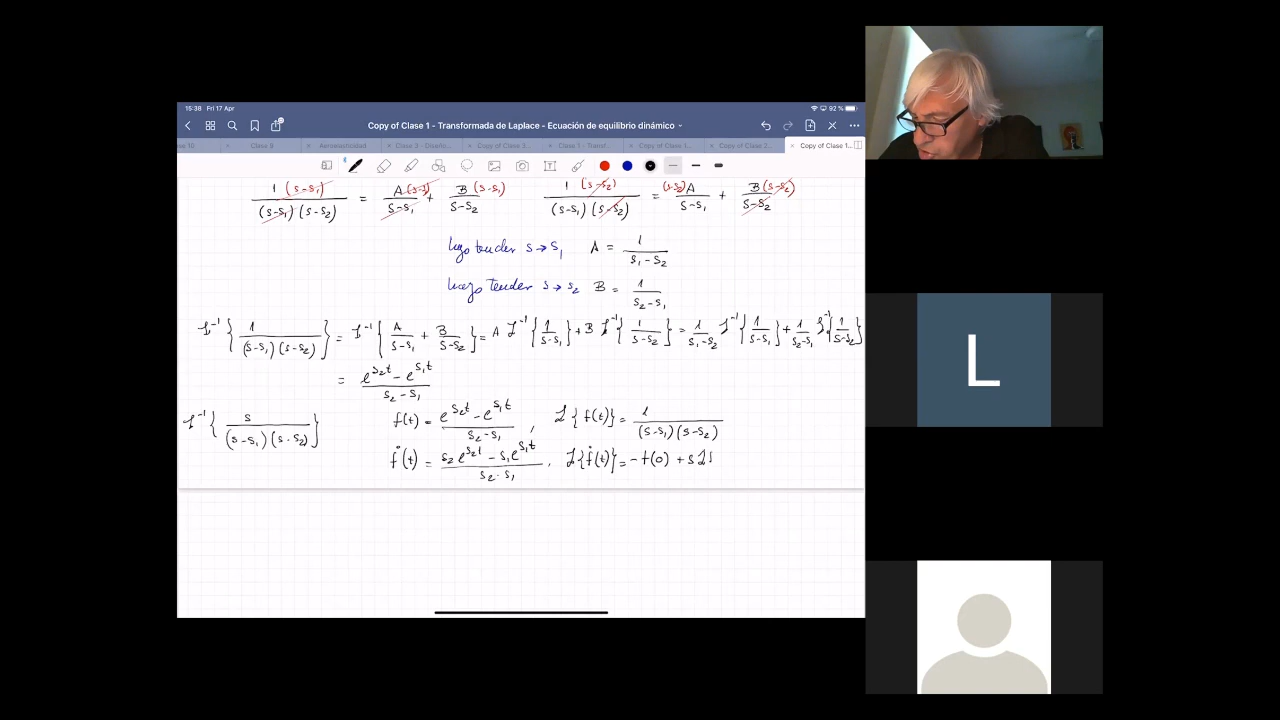 15:38 Fri 17 Apr 92 %
Copy of Clase 1 - Transformada de Laplace - Ecuación de equilibrio dinámico
Clase 9 Aeroelasticidad Clase 3 - Diseño... Copy of Clase 3... Clase 1 - Transf... Copy of Clase 1... Copy of Clase 2... Copy of Clase 1...
1 (s-s₁) / (s-s₁)(s-s₂) = A(s-s₁) / s-s₁ + B(s-s₁) / s-s₂ 1 (s-s₂) / (s-s₁)(s-s₂) = (s-s₂)A / s-s₁ + B(s-s₂) / s-s₂
hago tender s→s₁ A = 1 / s₁-s₂
hago tender s→s₂ B = 1 / s₂-s₁
ℒ⁻¹{1 / (s-s₁)(s-s₂)} = ℒ⁻¹{A / s-s₁ + B / s-s₂} = A ℒ⁻¹{1 / s-s₁} + B ℒ⁻¹{1 / s-s₂} = 1 / s₁-s₂ ℒ⁻¹{1 / s-s₁} + 1 / s₂-s₁ ℒ⁻¹{1 / s-s₂}
= e^{s₂t} - e^{s₁t} / s₂-s₁
ℒ⁻¹{s / (s-s₁)(s-s₂)} f(t) = e^{s₂t} - e^{s₁t} / s₂-s₁ , ℒ{f(t)} = 1 / (s-s₁)(s-s₂)
ḟ(t) = s₂e^{s₂t} - s₁e^{s₁t} / s₂-s₁ , ℒ{ḟ(t)} = -f(0) + sℒ
L